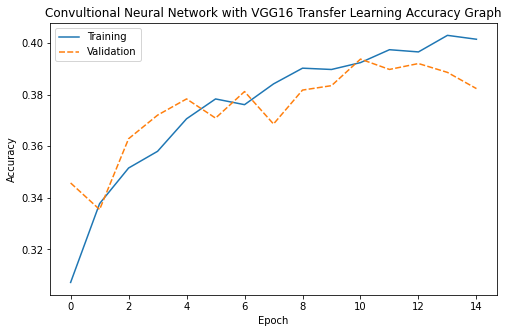 Convultional Neural Network with VGG16 Transfer Learning Accuracy Graph
Training
Validation
0.40
0.38
0.36
0.34
0.32
Accuracy
0 2 4 6 8 10 12 14
Epoch